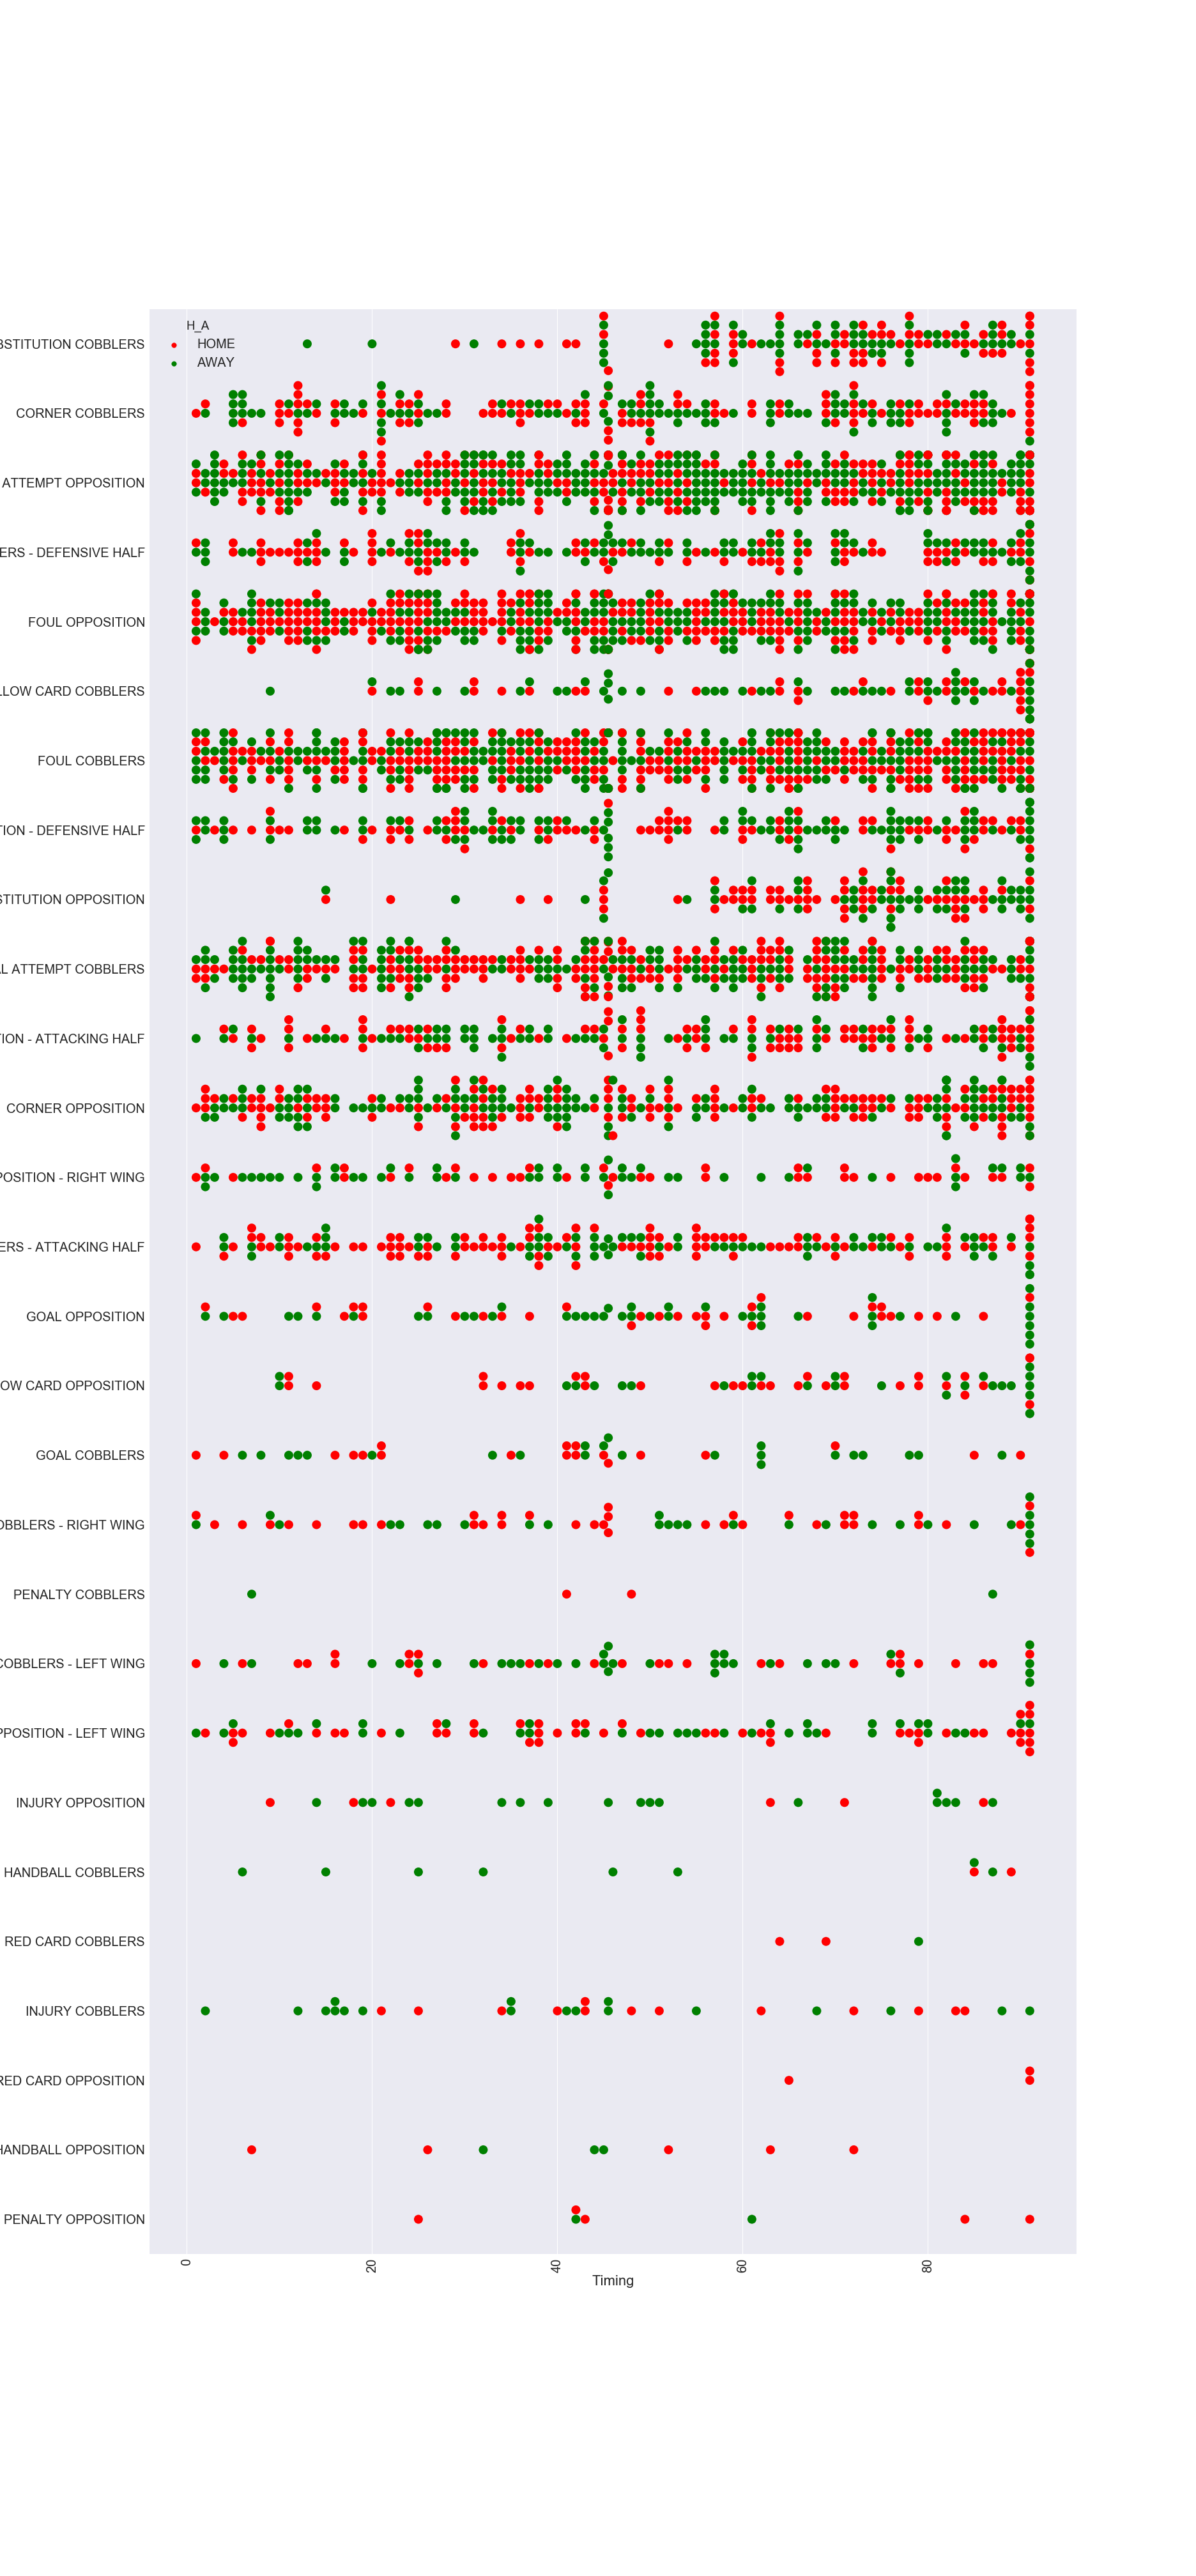 H_A
HOME
AWAY
BSTITUTION COBBLERS
CORNER COBBLERS
ATTEMPT OPPOSITION
ERS - DEFENSIVE HALF
FOUL OPPOSITION
LLOW CARD COBBLERS
FOUL COBBLERS
TION - DEFENSIVE HALF
STITUTION OPPOSITION
L ATTEMPT COBBLERS
TION - ATTACKING HALF
CORNER OPPOSITION
POSITION - RIGHT WING
ERS - ATTACKING HALF
GOAL OPPOSITION
OW CARD OPPOSITION
GOAL COBBLERS
OBBLERS - RIGHT WING
PENALTY COBBLERS
COBBLERS - LEFT WING
PPOSITION - LEFT WING
INJURY OPPOSITION
HANDBALL COBBLERS
RED CARD COBBLERS
INJURY COBBLERS
RED CARD OPPOSITION
HANDBALL OPPOSITION
PENALTY OPPOSITION
0 20 40 60 80
Timing